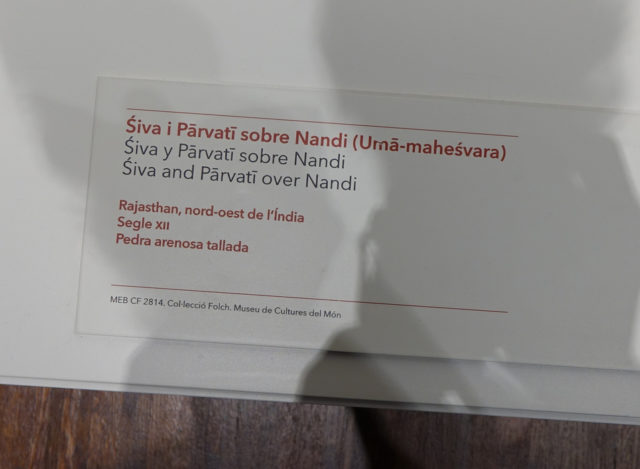 Śiva i Pārvatī sobre Nandi (Umā-maheśvara)
Śiva y Pārvatī sobre Nandi
Śiva and Pārvatī over Nandi
Rajasthan, nord-oest de l'Índia
Segle XII
Pedra arenosa tallada
MEB CF 2814. Col·lecció Folch. Museu de Cultures del Món